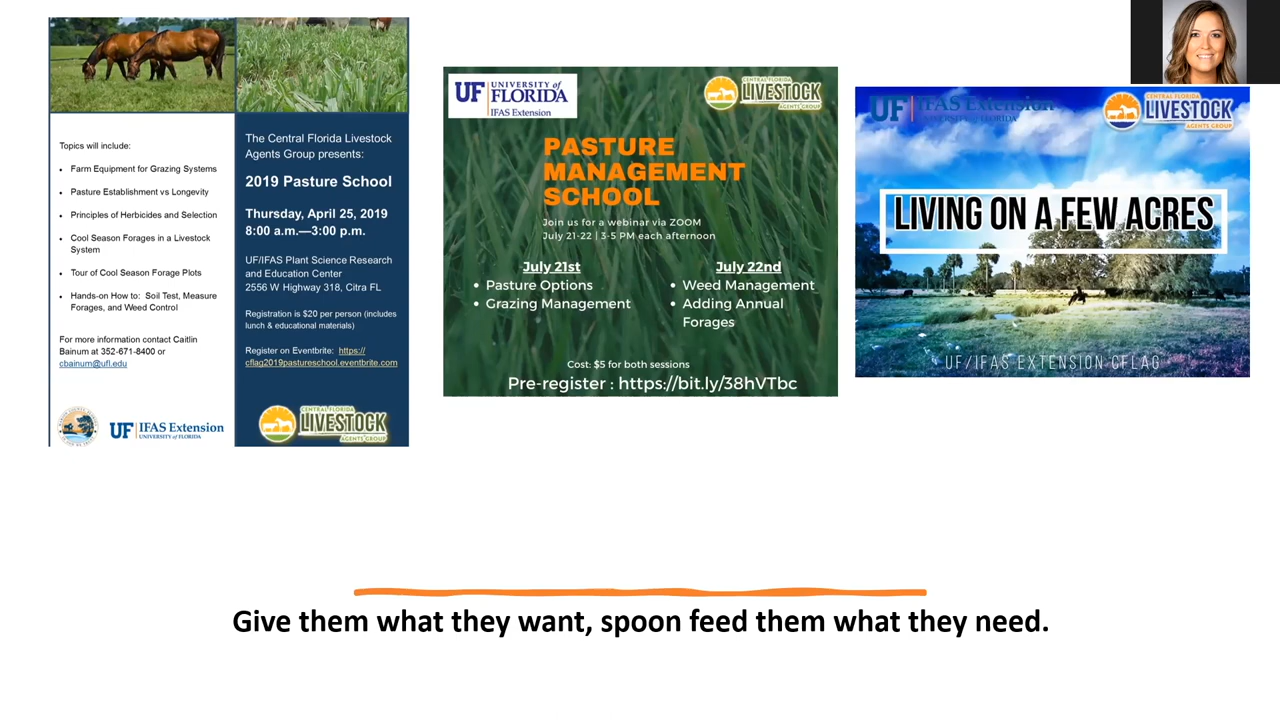 Topics will include:
Farm Equipment for Grazing Systems
Pasture Establishment vs Longevity
Principles of Herbicides and Selection
Cool Season Forages in a Livestock
System
Tour of Cool Season Forage Plots
Hands-on How to: Soil Test, Measure
Forages, and Weed Control
For more information contact Caitlin
Bainum at 352-671-8400 or
cbainum@ufl.edu
UF IFAS Extension
UNIVERSITY of FLORIDA
The Central Florida Livestock
Agents Group presents:
2019 Pasture School
Thursday, April 25, 2019
8:00 a.m.—3:00 p.m.
UF/IFAS Plant Science Research
and Education Center
2556 W Highway 318, Citra FL
Registration is $20 per person (includes
lunch & educational materials)
Register on Eventbrite: https://
cflag2019pastureschool.eventbrite.com
CENTRAL FLORIDA
LIVESTOCK
AGENTS GROUP
UF UNIVERSITY of
FLORIDA
IFAS Extension
CENTRAL FLORIDA
LIVESTOCK
AGENTS GROUP
PASTURE
MANAGEMENT
SCHOOL
Join us for a webinar via ZOOM
July 21-22 | 3-5 PM each afternoon
July 21st
Pasture Options
Grazing Management
July 22nd
Weed Management
Adding Annual
Forages
Cost: $5 for both sessions
Pre-register : https://bit.ly/38hVTbc
UF IFAS Extension
UNIVERSITY of FLORIDA
CENTRAL FLORIDA
LIVESTOCK
AGENTS GROUP
LIVING ON A FEW ACRES
UF/IFAS EXTENSION CFLAG
Give them what they want, spoon feed them what they need.